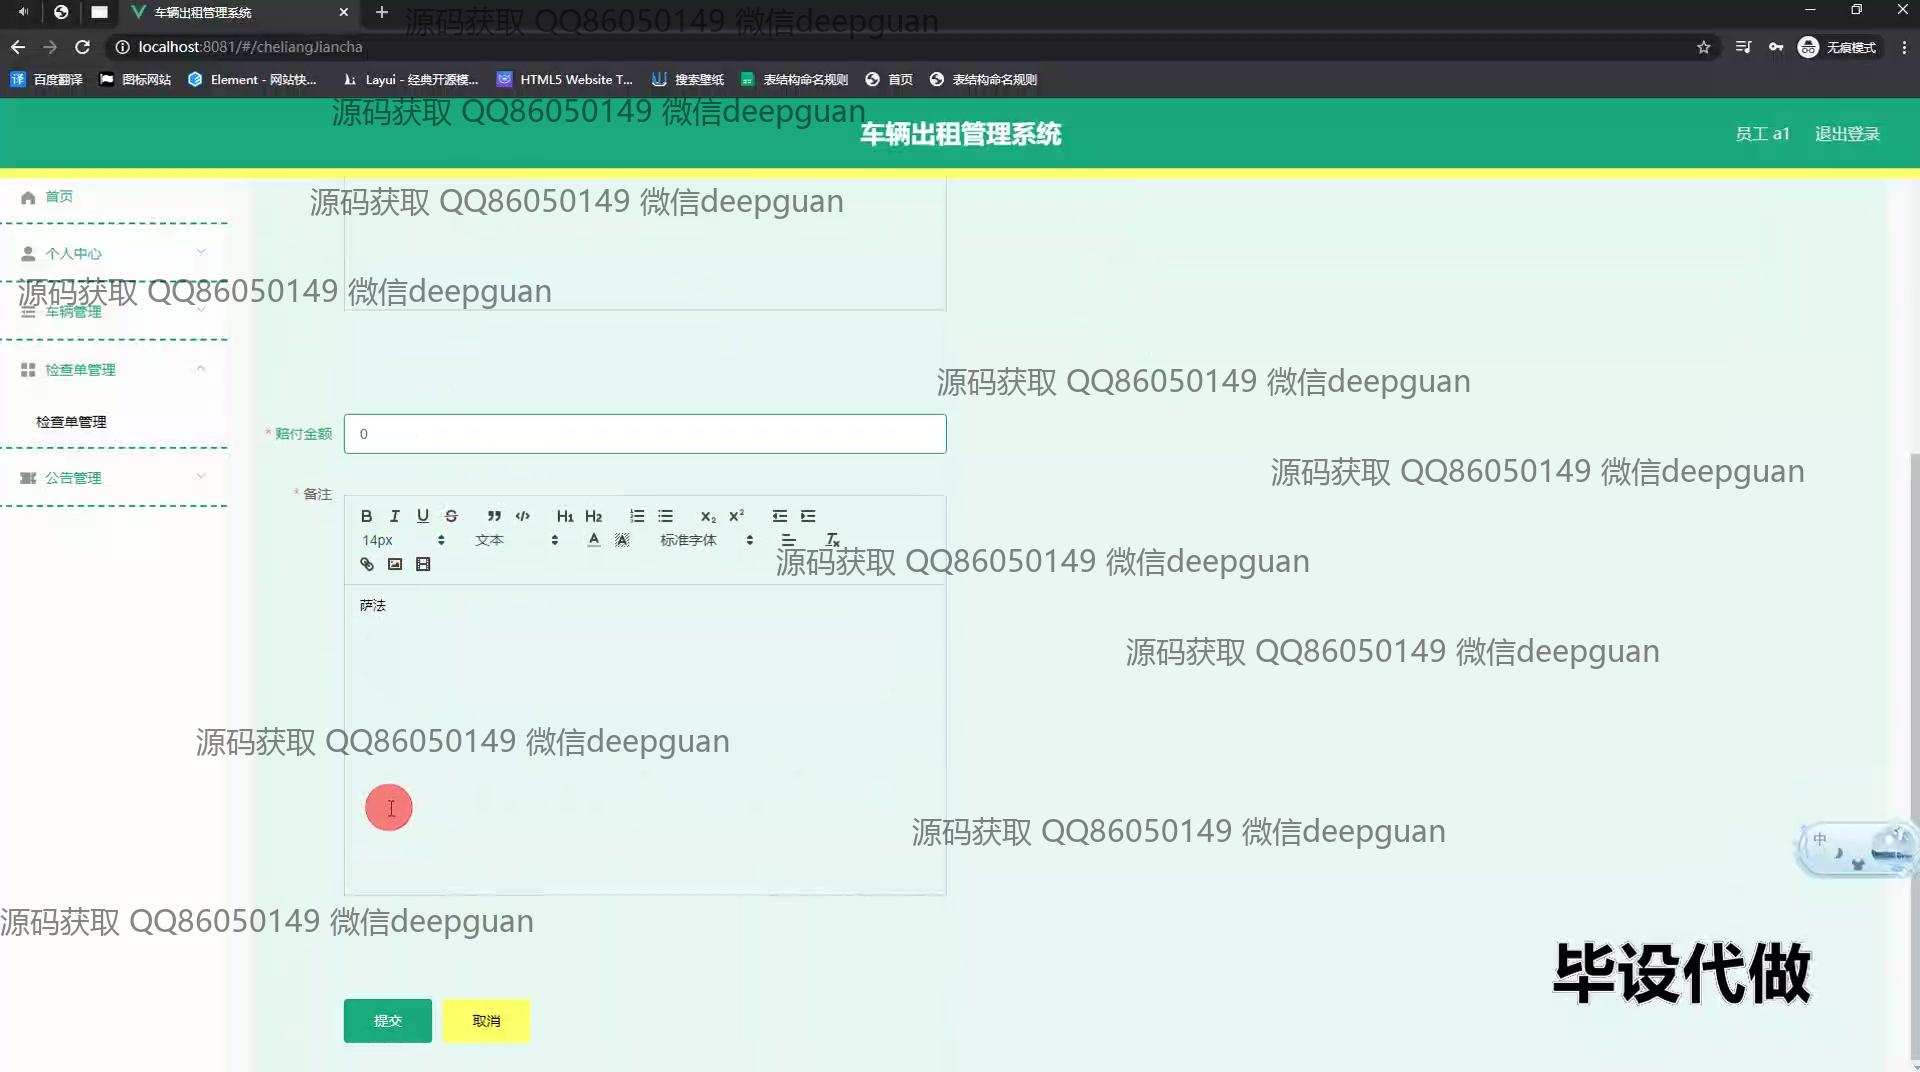 车辆出租管理系统
localhost:8081/#/cheliangJiancha
无痕模式
百度翻译
图标网站
Element - 网站快...
Layui - 经典开源模...
HTML5 Website T...
搜索壁纸
表结构命名规则
首页
表结构命名规则
源码获取 QQ86050149 微信deepguan
源码获取 QQ86050149 微信deepguan
车辆出租管理系统
员工 a1
退出登录
首页
源码获取 QQ86050149 微信deepguan
个人中心
源码获取 QQ86050149 微信deepguan
车辆管理
检查单管理
源码获取 QQ86050149 微信deepguan
检查单管理
* 赔付金额
0
公告管理
源码获取 QQ86050149 微信deepguan
* 备注
B I U S H1 H2 X2 X2
14px
文本
A A
标准字体
源码获取 QQ86050149 微信deepguan
萨法
源码获取 QQ86050149 微信deepguan
源码获取 QQ86050149 微信deepguan
源码获取 QQ86050149 微信deepguan
中
源码获取 QQ86050149 微信deepguan
毕设代做
提交
取消